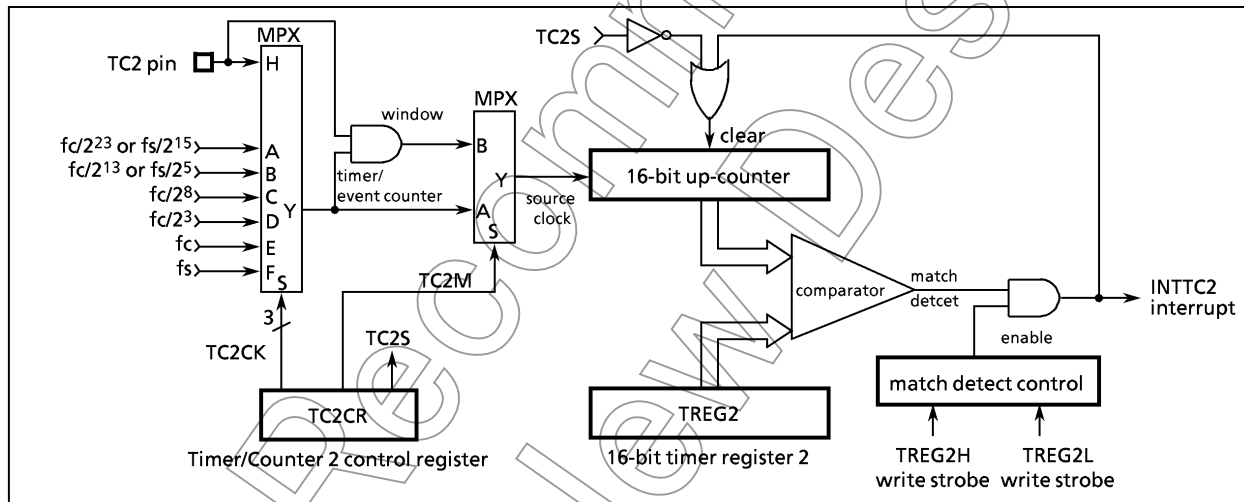 MPX
TC2 pin
H
fc/2²³ or fs/2¹⁵
A
fc/2¹³ or fs/2⁵
B
fc/2⁸
C
fc/2³
D
fc
E
fs
F
Y
S
3
TC2CK
window
timer/
event counter
MPX
B
Y
A
S
TC2M
TC2S
TC2CR
Timer/Counter 2 control register
source
clock
TC2S
clear
16-bit up-counter
comparator
match
detcet
enable
INTTC2
interrupt
match detect control
TREG2H
write strobe
TREG2L
write strobe
TREG2
16-bit timer register 2